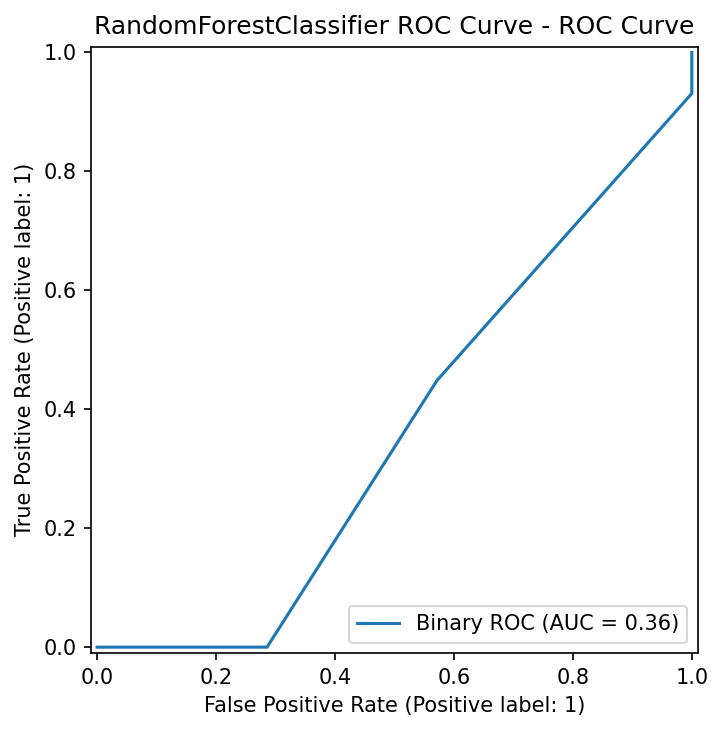 RandomForestClassifier ROC Curve - ROC Curve
True Positive Rate (Positive label: 1)
1.0
0.8
0.6
0.4
0.2
0.0
Binary ROC (AUC = 0.36)
0.0 0.2 0.4 0.6 0.8 1.0
False Positive Rate (Positive label: 1)